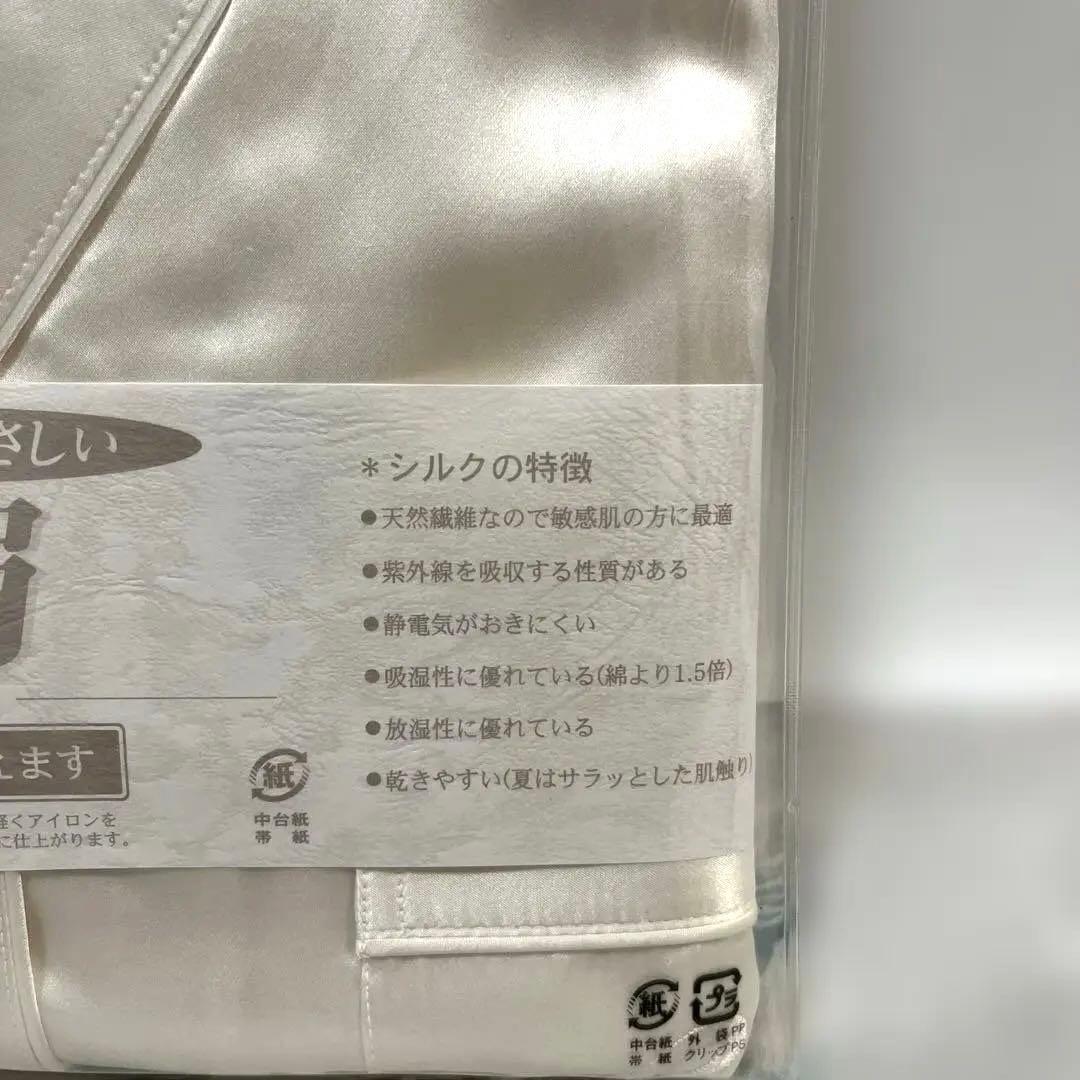 さしい
＊シルクの特徴
●天然繊維なので敏感肌の方に最適
●紫外線を吸収する性質がある
●静電気がおきにくい
●吸湿性に優れている(綿より1.5倍)
●放湿性に優れている
●乾きやすい(夏はサラッとした肌触り)
えます
軽くアイロンを
に仕上がります。
紙
中台紙
帯 紙
紙 プラ
中台紙 外 袋 PP
帯 紙 クリップ PS